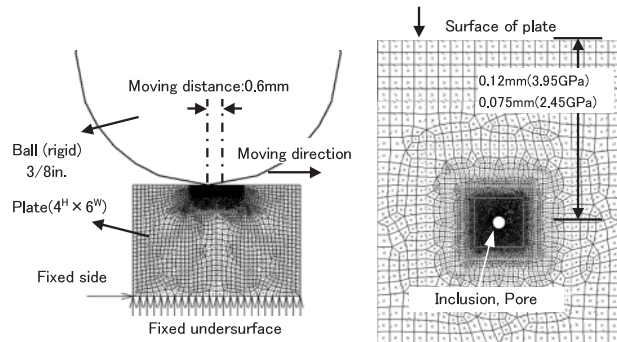 Moving distance:0.6mm
Ball (rigid)
3/8in.
Moving direction
Plate(4ᴴ × 6ᵂ)
Fixed side
Fixed undersurface
Surface of plate
0.12mm(3.95GPa)
0.075mm(2.45GPa)
Inclusion, Pore